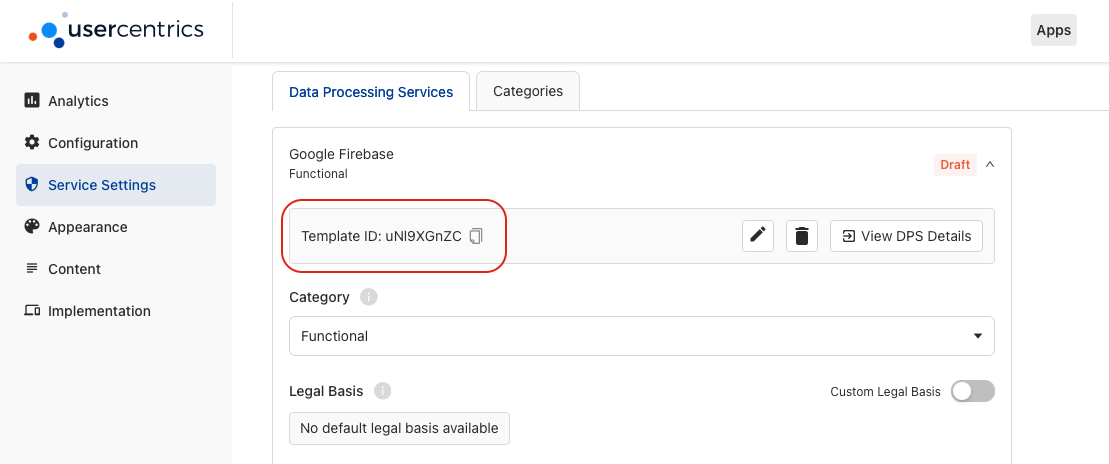 usercentrics
Apps
Analytics
Configuration
Service Settings
Appearance
Content
Implementation
Data Processing Services
Categories
Google Firebase
Functional
Draft
Template ID: uNl9XGnZC
View DPS Details
Category
Functional
Legal Basis
Custom Legal Basis
No default legal basis available